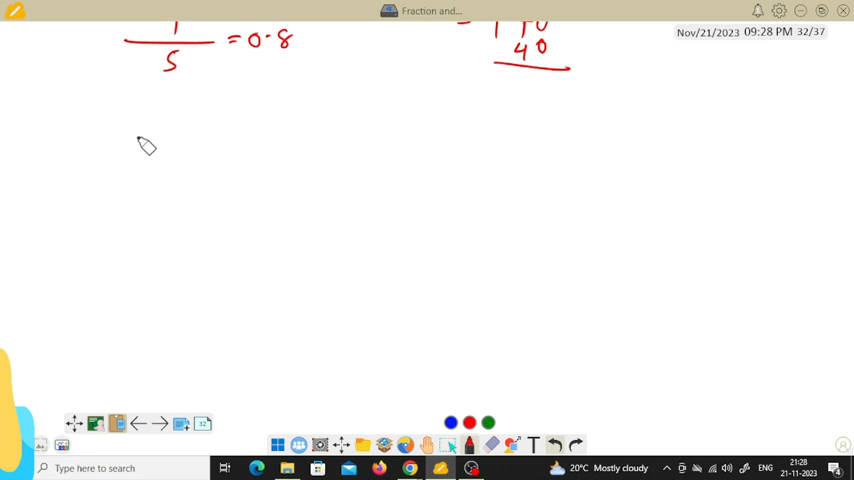 Fraction and...
Nov/21/2023 09:28 PM 32/37
5 = 0.8
40
32
T
Type here to search
20°C Mostly cloudy
ENG
21:28
21-11-2023
4